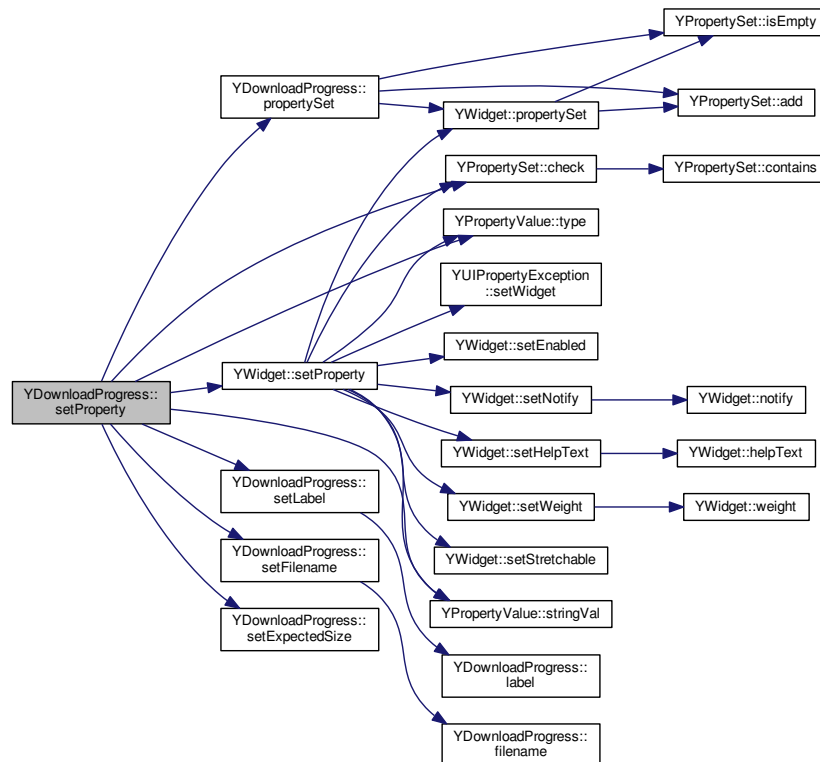 YPropertySet::isEmpty
YDownloadProgress::
propertySet
YPropertySet::add
YWidget::propertySet
YPropertySet::check
YPropertySet::contains
YPropertyValue::type
YUIPropertyException
::setWidget
YWidget::setEnabled
YWidget::setProperty
YDownloadProgress::
setProperty
YWidget::setNotify
YWidget::notify
YWidget::setHelpText
YWidget::helpText
YDownloadProgress::
setLabel
YWidget::setWeight
YWidget::weight
YDownloadProgress::
setFilename
YWidget::setStretchable
YPropertyValue::stringVal
YDownloadProgress::
setExpectedSize
YDownloadProgress::
label
YDownloadProgress::
filename